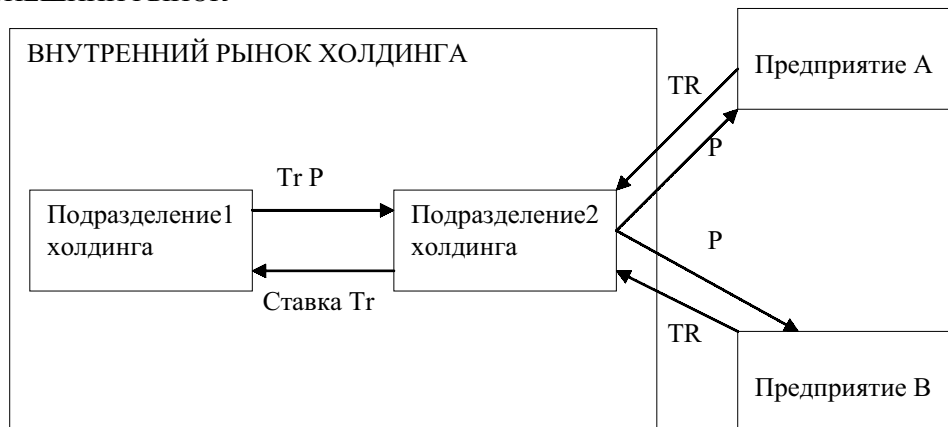 ВНУТРЕННИЙ РЫНОК ХОЛДИНГА
Предприятие А
TR
P
Tr P
Подразделение1
холдинга
Подразделение2
холдинга
P
Ставка Tr
TR
Предприятие В